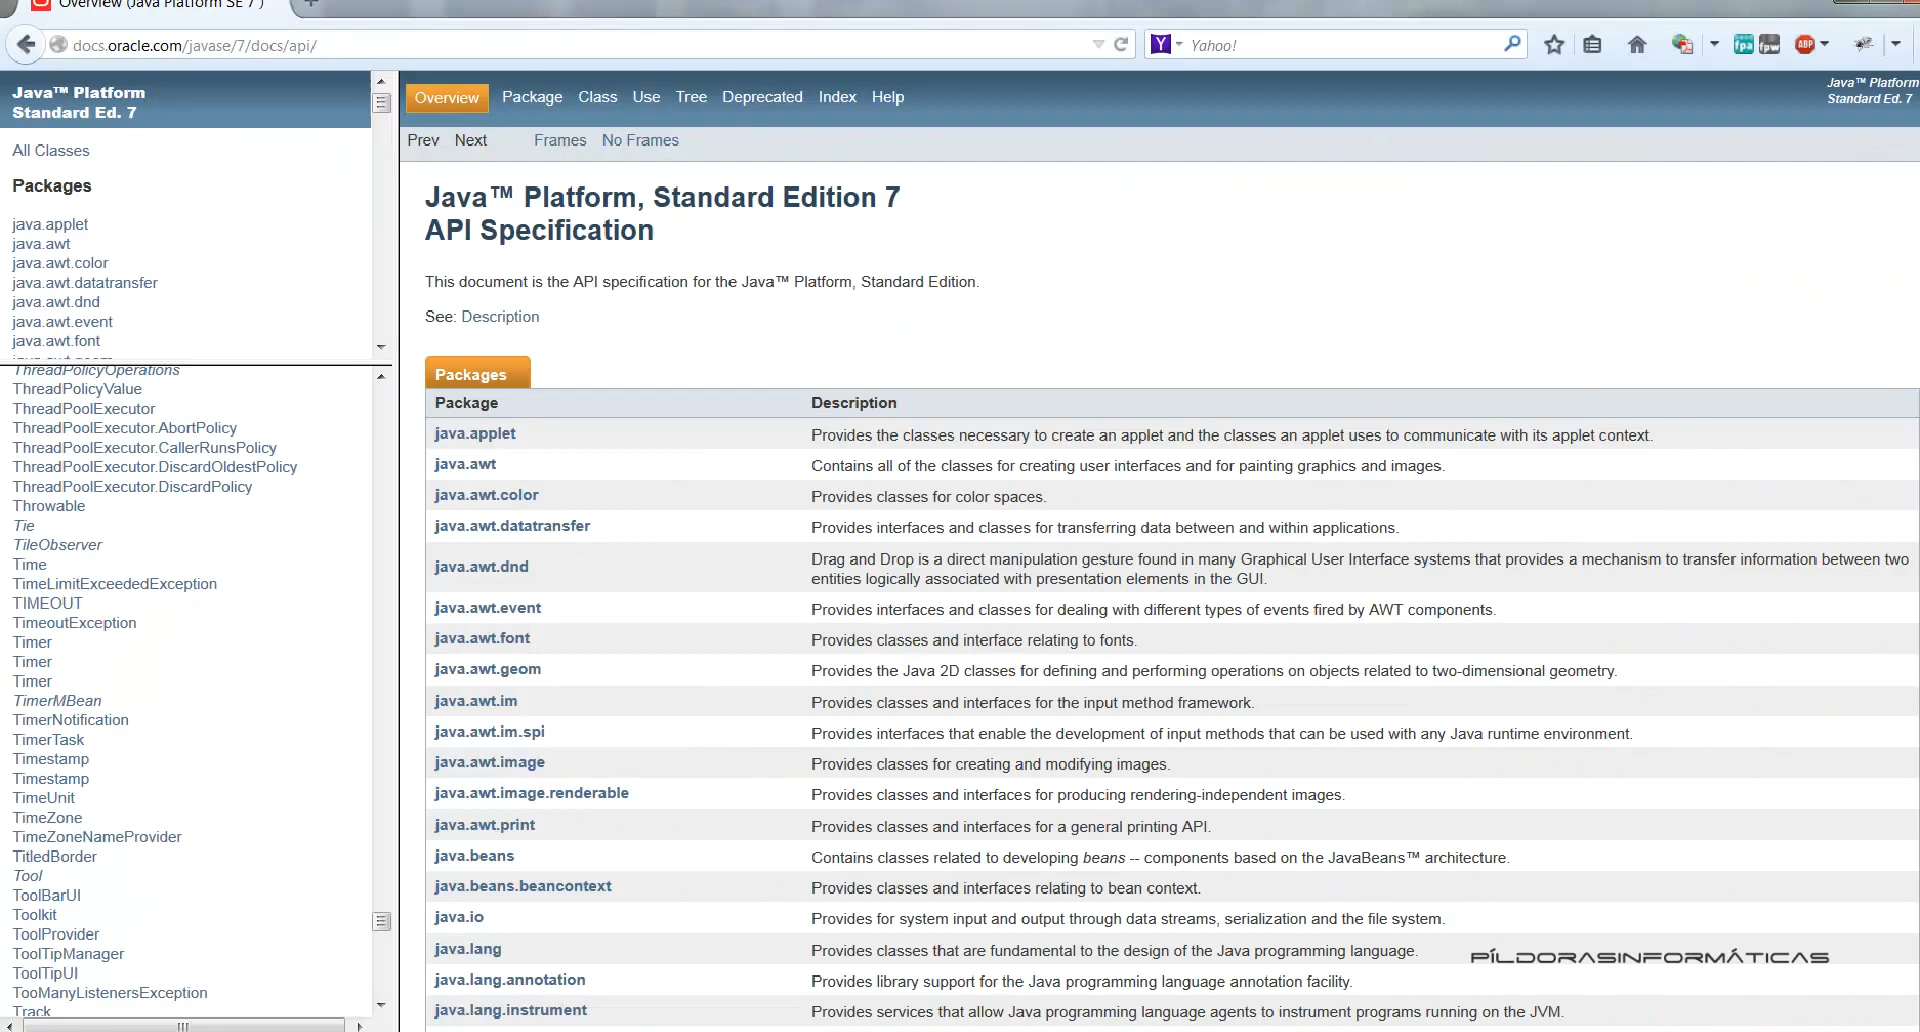 Overview (Java Platform SE 7 )
docs.oracle.com/javase/7/docs/api/
Yahoo!
fpa
fpw
ABP
Java™ Platform
Standard Ed. 7
All Classes
Packages
java.applet
java.awt
java.awt.color
java.awt.datatransfer
java.awt.dnd
java.awt.event
java.awt.font
java.awt.geom
ThreadPolicyOperations
ThreadPolicyValue
ThreadPoolExecutor
ThreadPoolExecutor.AbortPolicy
ThreadPoolExecutor.CallerRunsPolicy
ThreadPoolExecutor.DiscardOldestPolicy
ThreadPoolExecutor.DiscardPolicy
Throwable
Tie
TileObserver
Time
TimeLimitExceededException
TIMEOUT
TimeoutException
Timer
Timer
Timer
TimerMBean
TimerNotification
TimerTask
Timestamp
Timestamp
TimeUnit
TimeZone
TimeZoneNameProvider
TitledBorder
Tool
ToolBarUI
Toolkit
ToolProvider
ToolTipManager
ToolTipUI
TooManyListenersException
Track
Overview Package Class Use Tree Deprecated Index Help
Java™ Platform
Standard Ed. 7
Prev Next Frames No Frames
Java™ Platform, Standard Edition 7
API Specification
This document is the API specification for the Java™ Platform, Standard Edition.
See: Description
Packages
Package Description
java.applet Provides the classes necessary to create an applet and the classes an applet uses to communicate with its applet context.
java.awt Contains all of the classes for creating user interfaces and for painting graphics and images.
java.awt.color Provides classes for color spaces.
java.awt.datatransfer Provides interfaces and classes for transferring data between and within applications.
java.awt.dnd Drag and Drop is a direct manipulation gesture found in many Graphical User Interface systems that provides a mechanism to transfer information between two
entities logically associated with presentation elements in the GUI.
java.awt.event Provides interfaces and classes for dealing with different types of events fired by AWT components.
java.awt.font Provides classes and interface relating to fonts.
java.awt.geom Provides the Java 2D classes for defining and performing operations on objects related to two-dimensional geometry.
java.awt.im Provides classes and interfaces for the input method framework.
java.awt.im.spi Provides interfaces that enable the development of input methods that can be used with any Java runtime environment.
java.awt.image Provides classes for creating and modifying images.
java.awt.image.renderable Provides classes and interfaces for producing rendering-independent images.
java.awt.print Provides classes and interfaces for a general printing API.
java.beans Contains classes related to developing beans -- components based on the JavaBeans™ architecture.
java.beans.beancontext Provides classes and interfaces relating to bean context.
java.io Provides for system input and output through data streams, serialization and the file system.
java.lang Provides classes that are fundamental to the design of the Java programming language.
PÍLDORASINFORMÁTICAS
java.lang.annotation Provides library support for the Java programming language annotation facility.
java.lang.instrument Provides services that allow Java programming language agents to instrument programs running on the JVM.